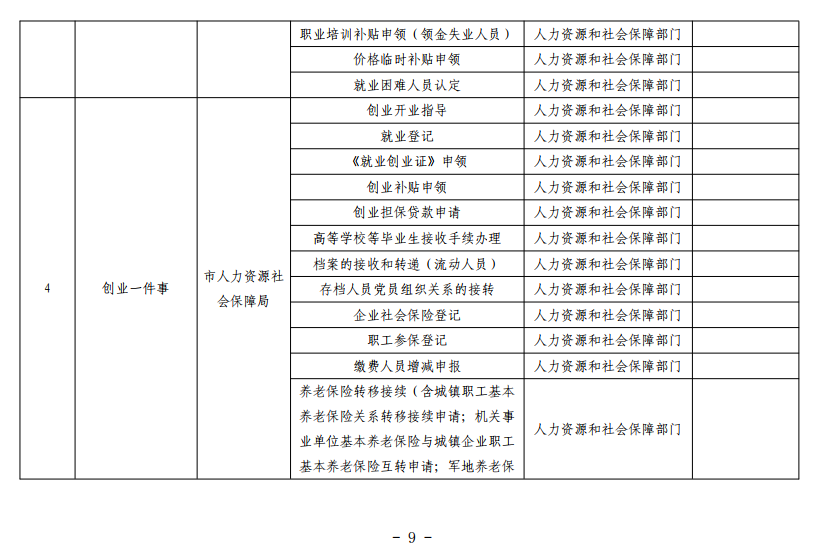 职业培训补贴申领（领金失业人员） 人力资源和社会保障部门
价格临时补贴申领 人力资源和社会保障部门
就业困难人员认定 人力资源和社会保障部门
创业开业指导 人力资源和社会保障部门
就业登记 人力资源和社会保障部门
《就业创业证》申领 人力资源和社会保障部门
创业补贴申领 人力资源和社会保障部门
创业担保贷款申请 人力资源和社会保障部门
高等学校等毕业生接收手续办理 人力资源和社会保障部门
档案的接收和转递（流动人员） 人力资源和社会保障部门
4 创业一件事 市人力资源社
会保障局
存档人员党员组织关系的接转 人力资源和社会保障部门
企业社会保险登记 人力资源和社会保障部门
职工参保登记 人力资源和社会保障部门
缴费人员增减申报 人力资源和社会保障部门
养老保险转移接续（含城镇职工基本
养老保险关系转移接续申请；机关事
业单位基本养老保险与城镇企业职工
基本养老保险互转申请；军地养老保
人力资源和社会保障部门
- 9 -